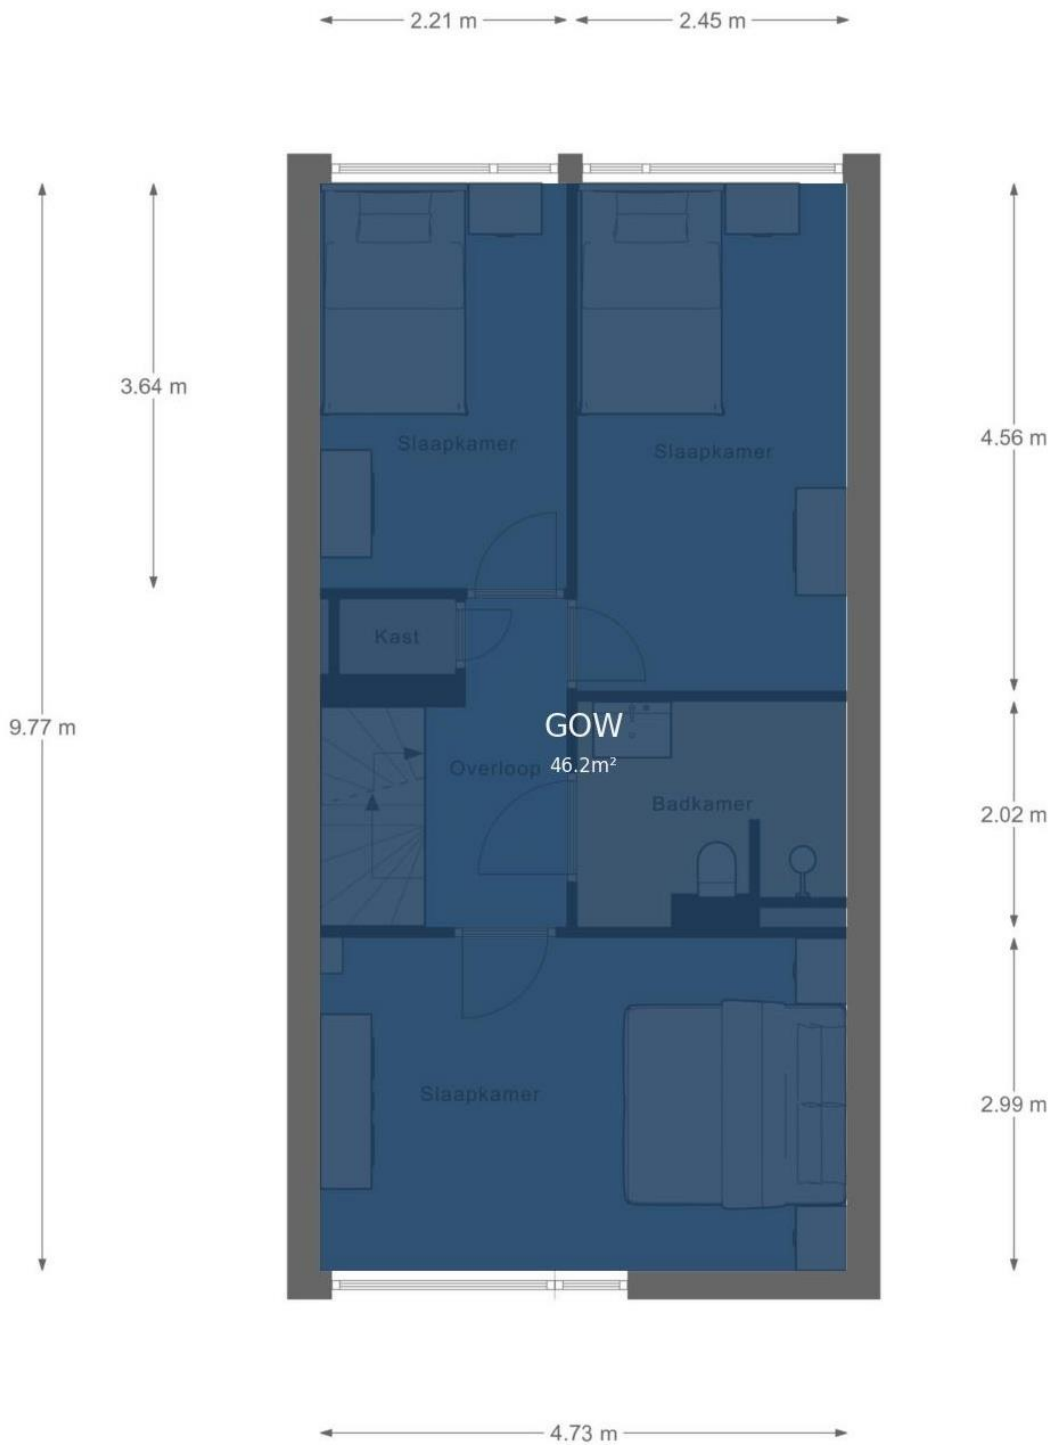 2.21 m
2.45 m
3.64 m
4.56 m
Slaapkamer
Slaapkamer
Kast
GOW
9.77 m
46.2m²
Overloop
Badkamer
2.02 m
Slaapkamer
2.99 m
4.73 m